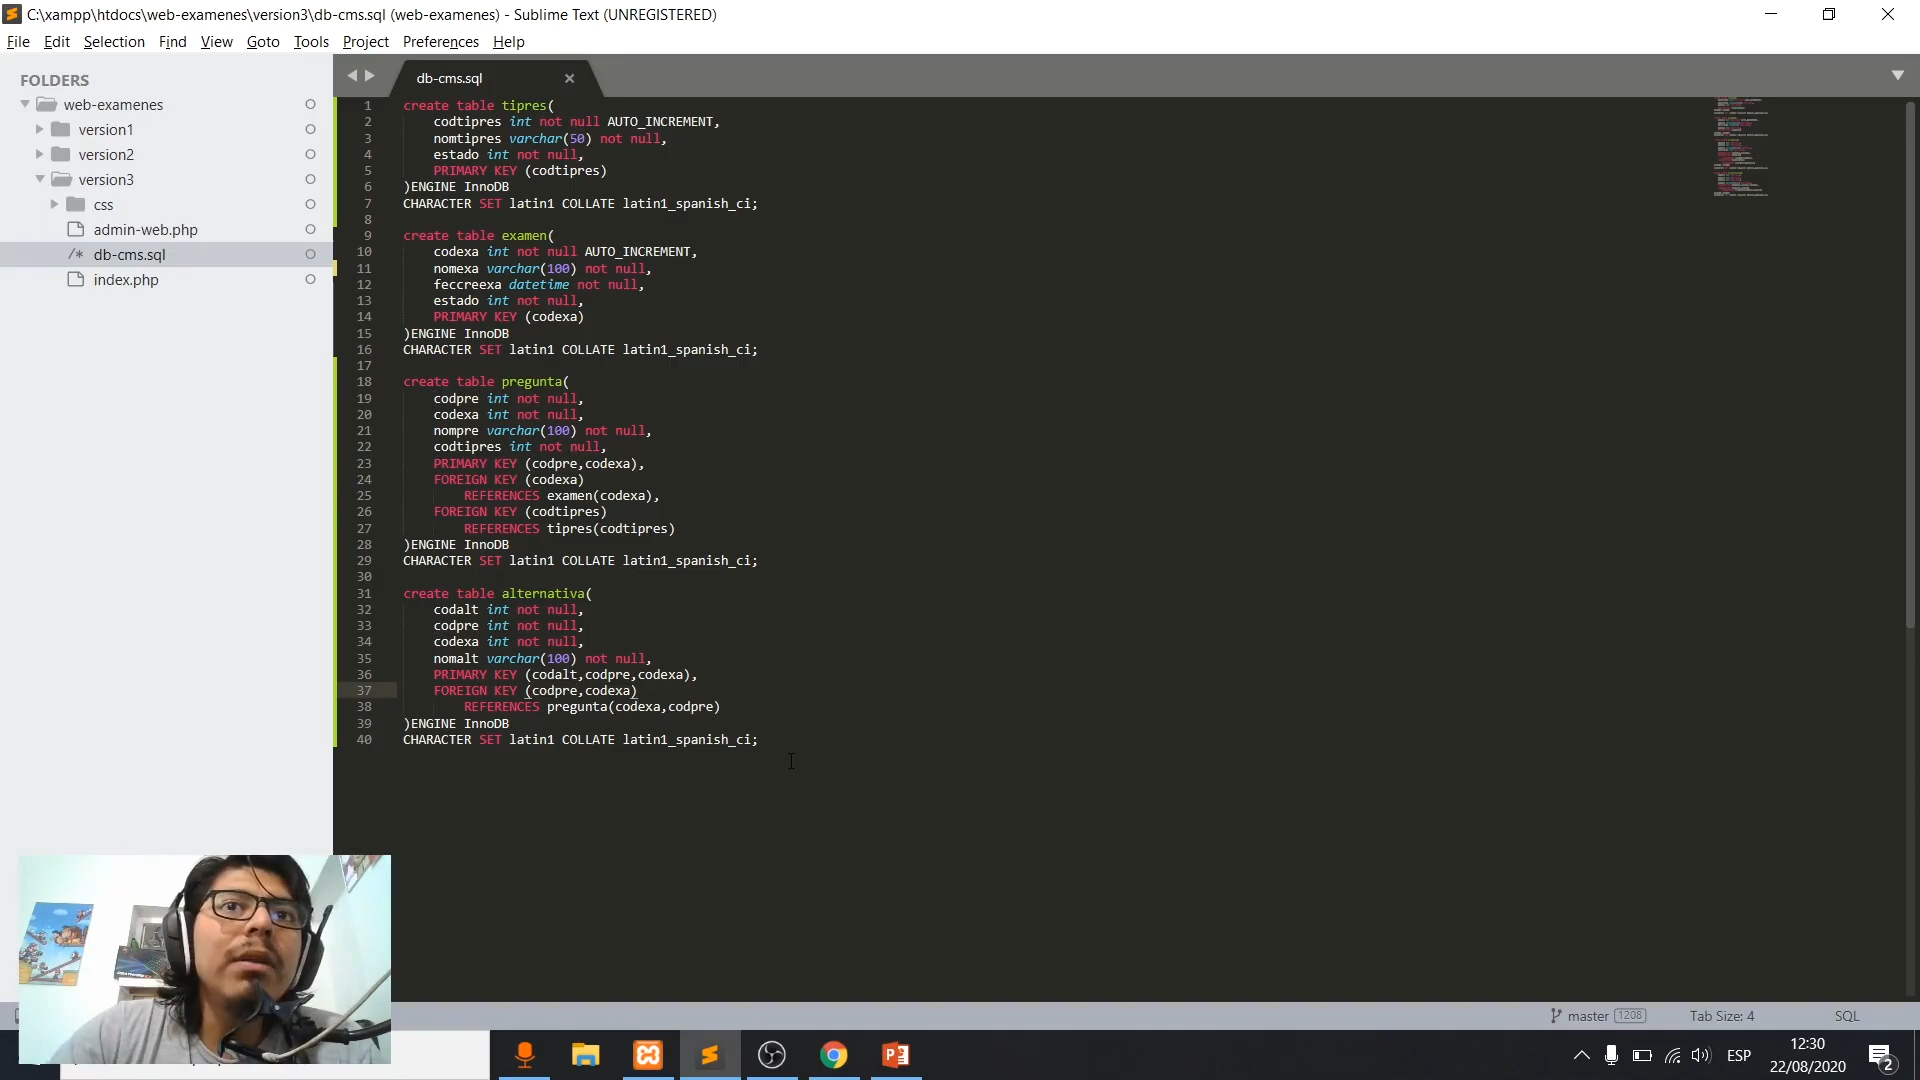 C:\xampp\htdocs\web-examenes\version3\db-cms.sql (web-examenes) - Sublime Text (UNREGISTERED)
File Edit Selection Find View Goto Tools Project Preferences Help
FOLDERS
web-examenes
version1
version2
version3
css
admin-web.php
/* db-cms.sql
index.php
db-cms.sql
1 create table tipres(
2 codtipres int not null AUTO_INCREMENT,
3 nomtipres varchar(50) not null,
4 estado int not null,
5 PRIMARY KEY (codtipres)
6 )ENGINE InnoDB
7 CHARACTER SET latin1 COLLATE latin1_spanish_ci;
8
9 create table examen(
10 codexa int not null AUTO_INCREMENT,
11 nomexa varchar(100) not null,
12 feccreexa datetime not null,
13 estado int not null,
14 PRIMARY KEY (codexa)
15 )ENGINE InnoDB
16 CHARACTER SET latin1 COLLATE latin1_spanish_ci;
17
18 create table pregunta(
19 codpre int not null,
20 codexa int not null,
21 nompre varchar(100) not null,
22 codtipres int not null,
23 PRIMARY KEY (codpre,codexa),
24 FOREIGN KEY (codexa)
25 REFERENCES examen(codexa),
26 FOREIGN KEY (codtipres)
27 REFERENCES tipres(codtipres)
28 )ENGINE InnoDB
29 CHARACTER SET latin1 COLLATE latin1_spanish_ci;
30
31 create table alternativa(
32 codalt int not null,
33 codpre int not null,
34 codexa int not null,
35 nomalt varchar(100) not null,
36 PRIMARY KEY (codalt,codpre,codexa),
37 FOREIGN KEY (codpre,codexa)
38 REFERENCES pregunta(codexa,codpre)
39 )ENGINE InnoDB
40 CHARACTER SET latin1 COLLATE latin1_spanish_ci;
master 1208 Tab Size: 4 SQL
ESP
12:30
22/08/2020
2